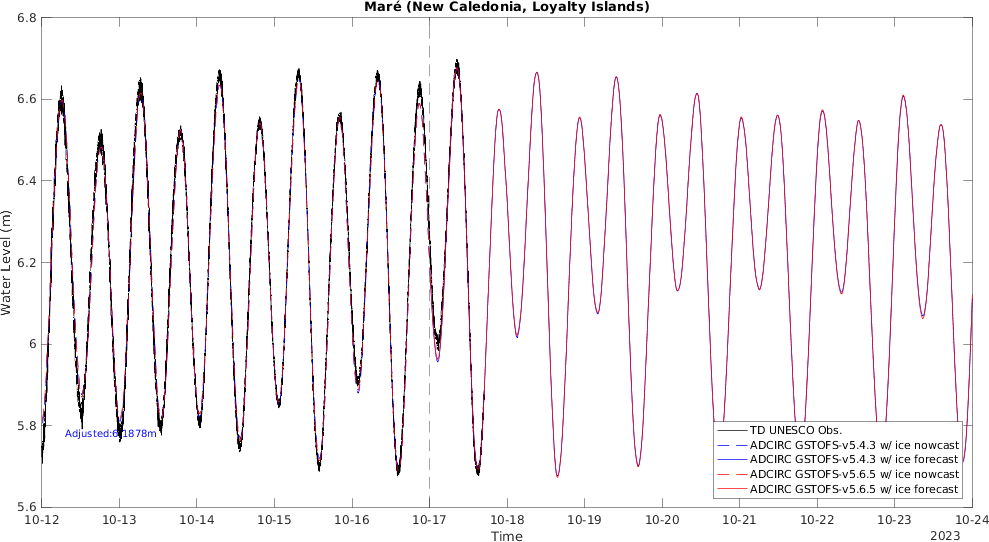 Maré (New Caledonia, Loyalty Islands)
6.8
6.6
6.4
6.2
6
5.8
5.6
Water Level (m)
Adjusted:6.1878m
TD UNESCO Obs.
ADCIRC GSTOFS-v5.4.3 w/ ice nowcast
ADCIRC GSTOFS-v5.4.3 w/ ice forecast
ADCIRC GSTOFS-v5.6.5 w/ ice nowcast
ADCIRC GSTOFS-v5.6.5 w/ ice forecast
10-12 10-13 10-14 10-15 10-16 10-17 10-18 10-19 10-20 10-21 10-22 10-23 10-24
Time
2023